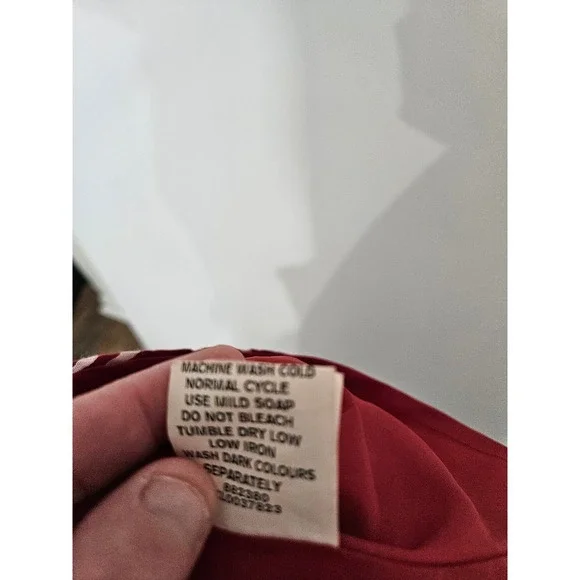 MACHINE WASH COLD
NORMAL CYCLE
USE MILD SOAP
DO NOT BLEACH
TUMBLE DRY LOW
LOW IRON
WASH DARK COLOURS
SEPARATELY